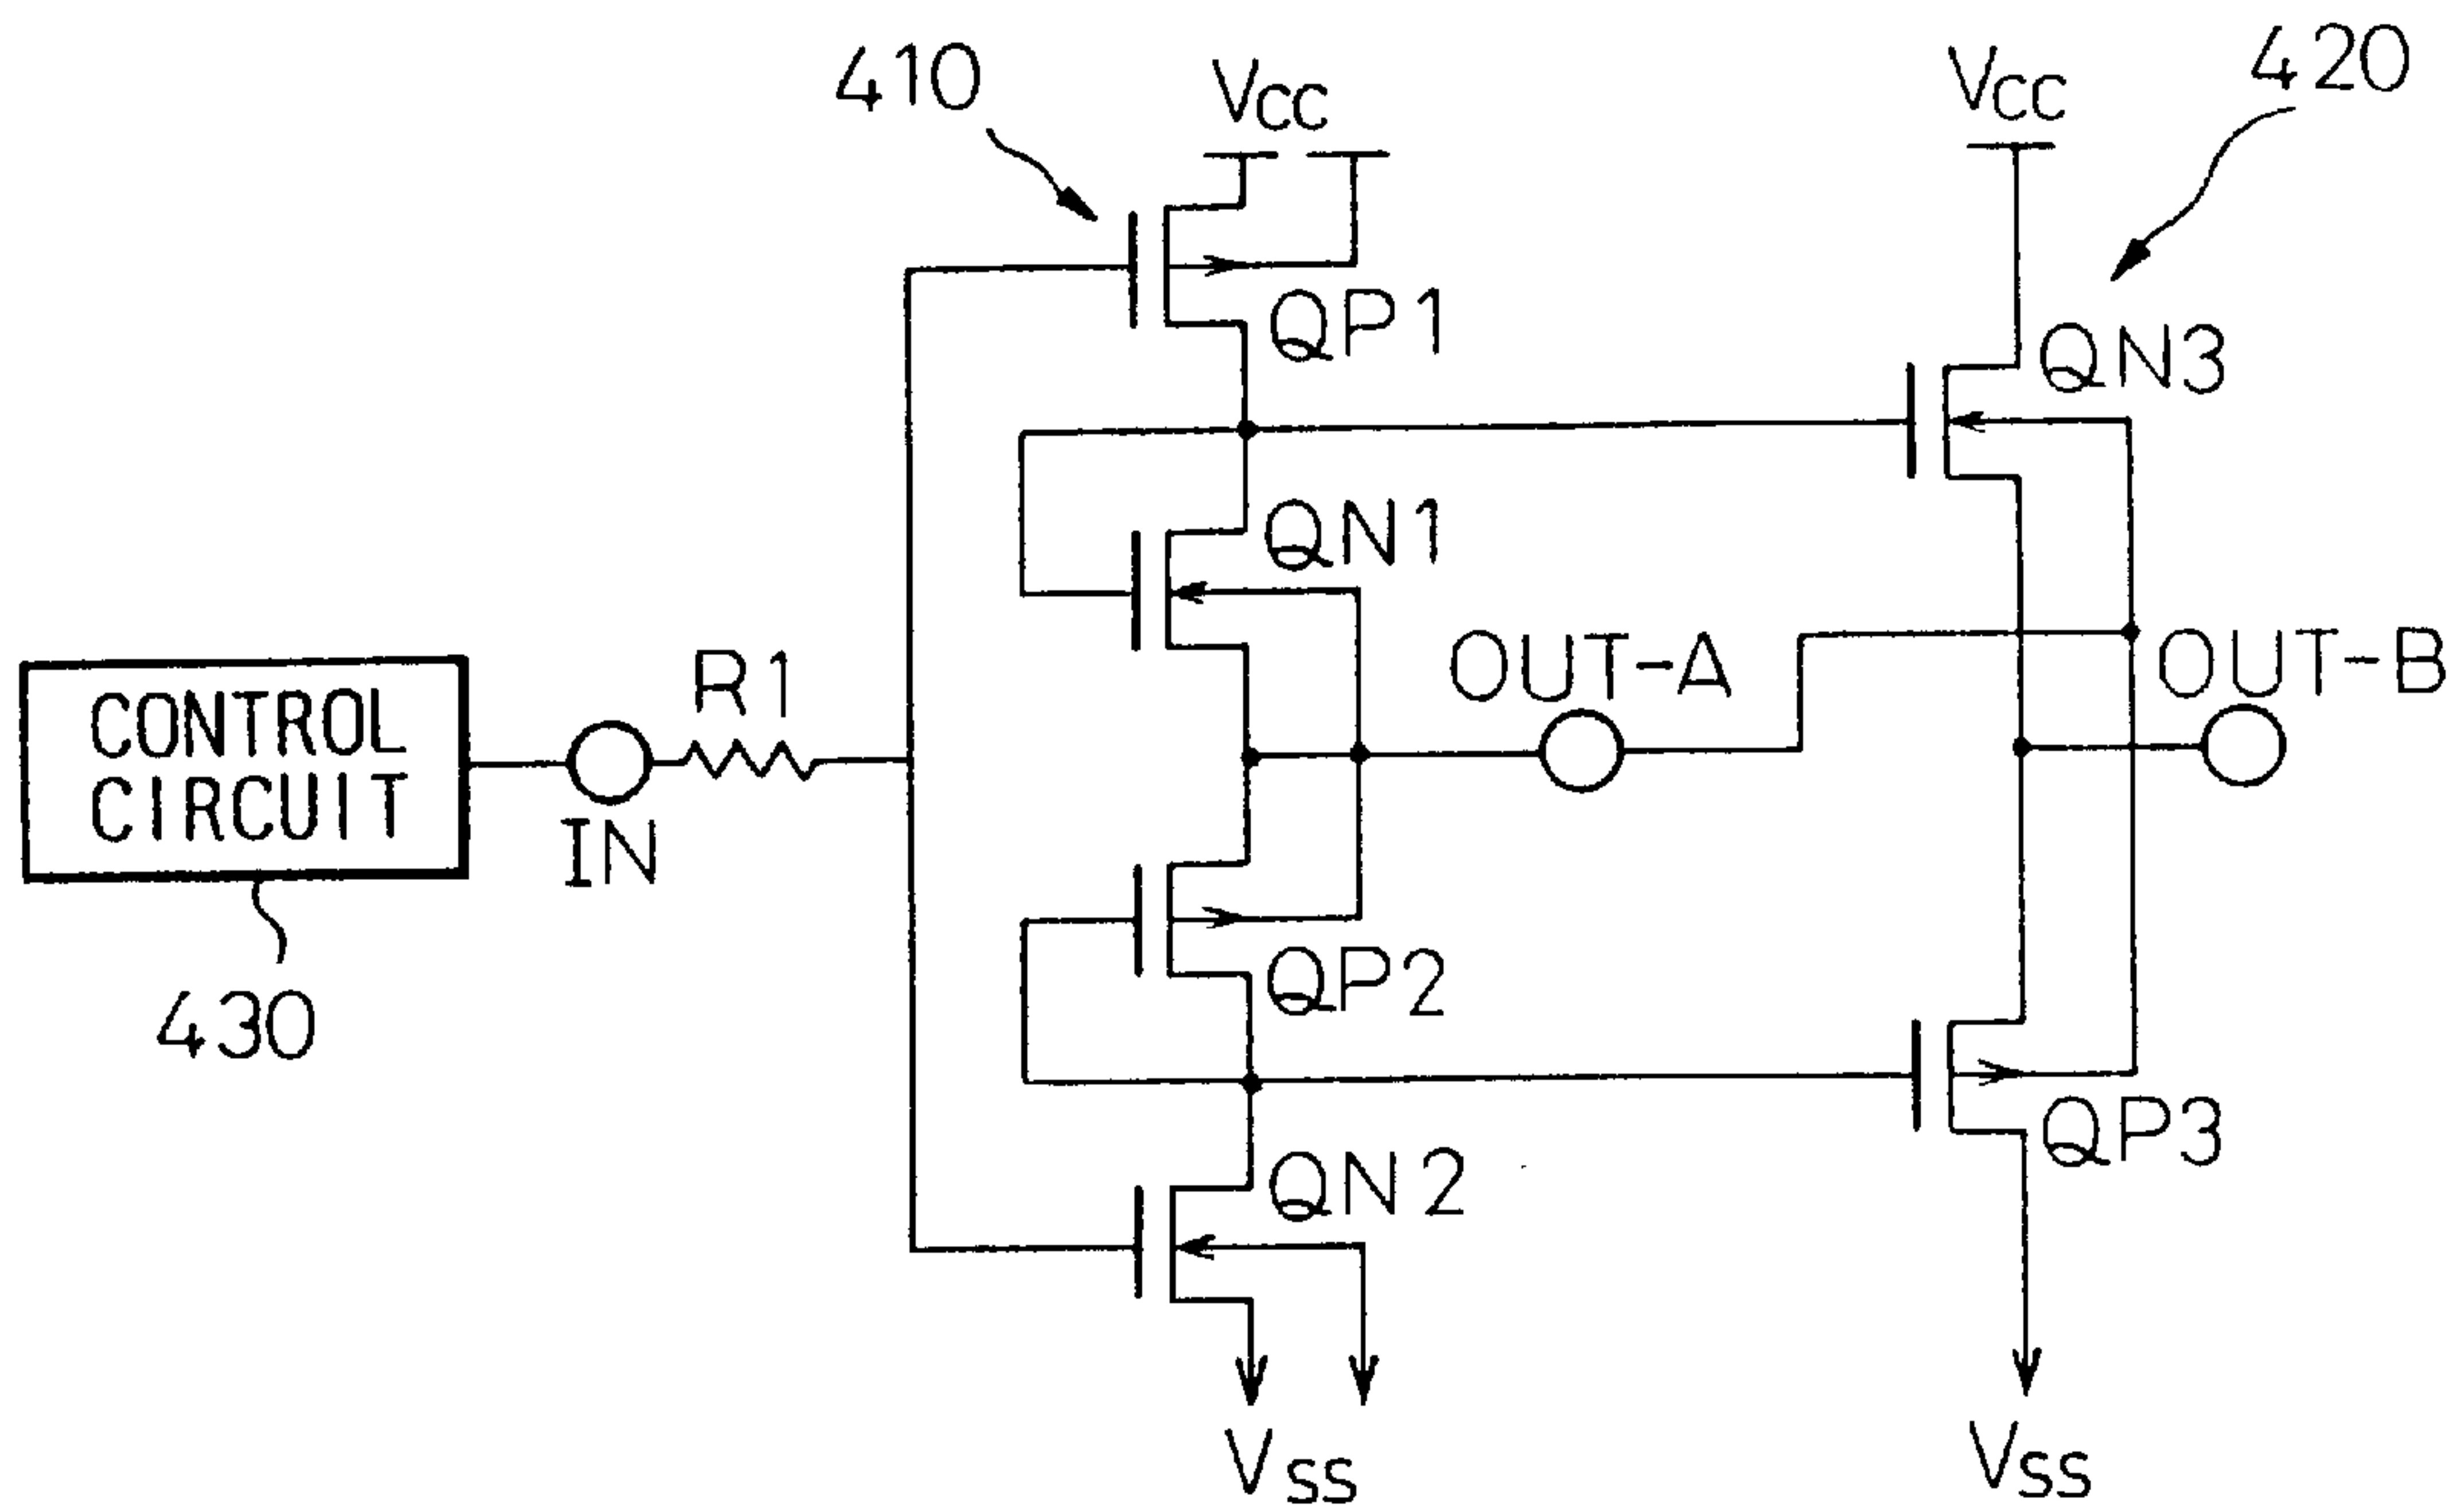 410
VCC
VCC
420
QP1
QN3
QN1
R1
OUT-A
OUT-B
CONTROL
CIRCUIT
IN
430
QP2
QP3
QN2
VSS
VSS